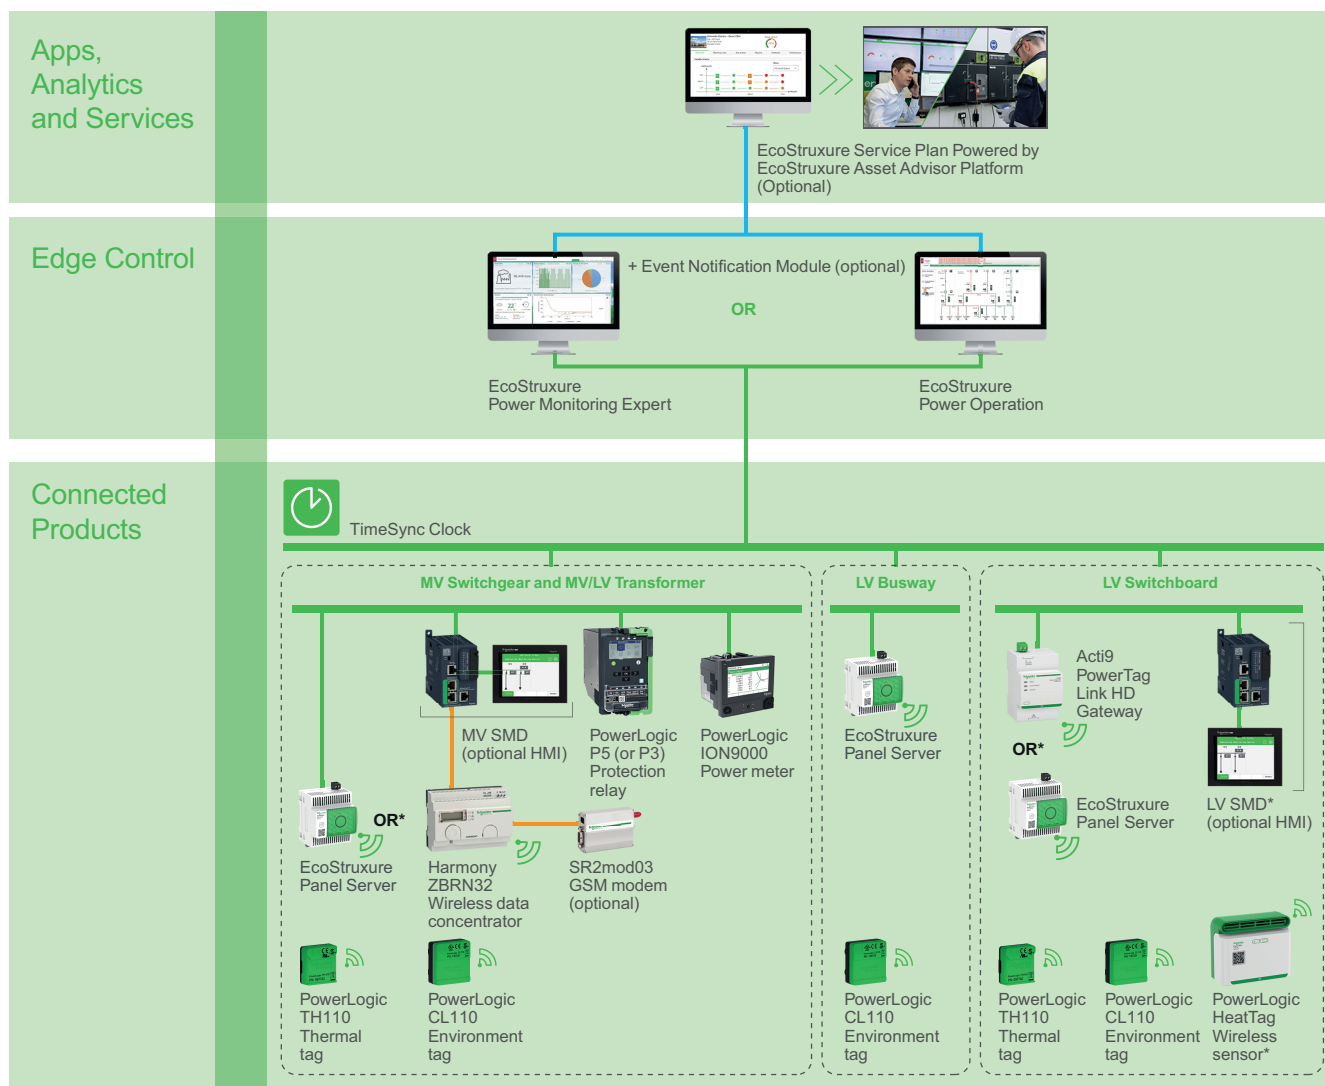 Apps,
Analytics
and Services
EcoStruxure Service Plan Powered by
EcoStruxure Asset Advisor Platform
(Optional)
Edge Control
+ Event Notification Module (optional)
OR
EcoStruxure
Power Monitoring Expert
EcoStruxure
Power Operation
Connected
Products
TimeSync Clock
MV Switchgear and MV/LV Transformer
LV Busway
LV Switchboard
MV SMD
(optional HMI)
PowerLogic
P5 (or P3)
Protection
relay
PowerLogic
ION9000
Power meter
EcoStruxure
Panel Server
Acti9
PowerTag
Link HD
Gateway
OR*
EcoStruxure
Panel Server
LV SMD*
(optional HMI)
OR*
EcoStruxure
Panel Server
Harmony
ZBRN32
Wireless data
concentrator
SR2mod03
GSM modem
(optional)
PowerLogic
TH110
Thermal
tag
PowerLogic
CL110
Environment
tag
PowerLogic
CL110
Environment
tag
PowerLogic
TH110
Thermal
tag
PowerLogic
CL110
Environment
tag
PowerLogic
HeatTag
Wireless
sensor*